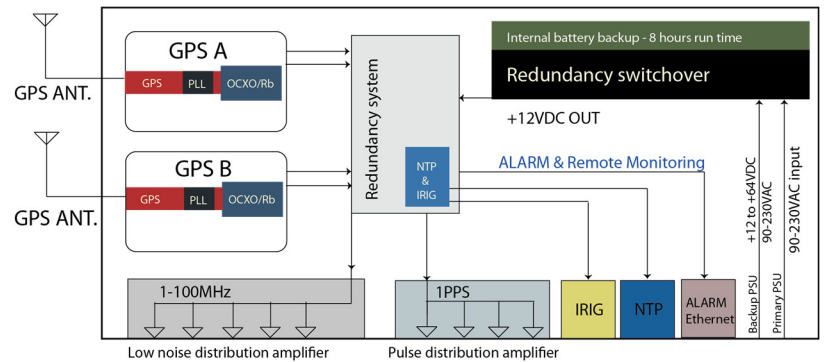 GPS A
GPS
PLL
OCXO/Rb
GPS ANT.
GPS B
GPS
PLL
OCXO/Rb
GPS ANT.
Redundancy system
NTP
&
IRIG
Internal battery backup - 8 hours run time
Redundancy switchover
+12VDC OUT
ALARM & Remote Monitoring
+12 to +64VDC
90-230VAC
90-230VAC input
Backup PSU
Primary PSU
1-100MHz
1PPS
IRIG
NTP
ALARM
Ethernet
Low noise distribution amplifier
Pulse distribution amplifier